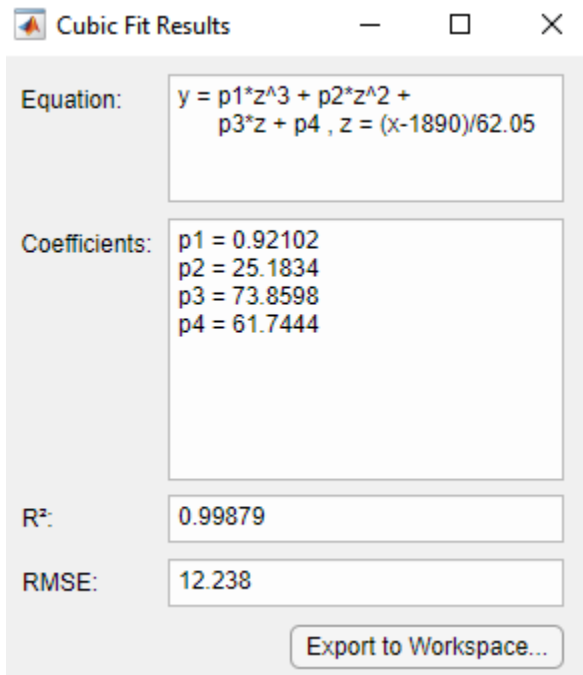 Cubic Fit Results
Equation:
y = p1*z^3 + p2*z^2 +
p3*z + p4 , z = (x-1890)/62.05
Coefficients:
p1 = 0.92102
p2 = 25.1834
p3 = 73.8598
p4 = 61.7444
R²:
0.99879
RMSE:
12.238
Export to Workspace...